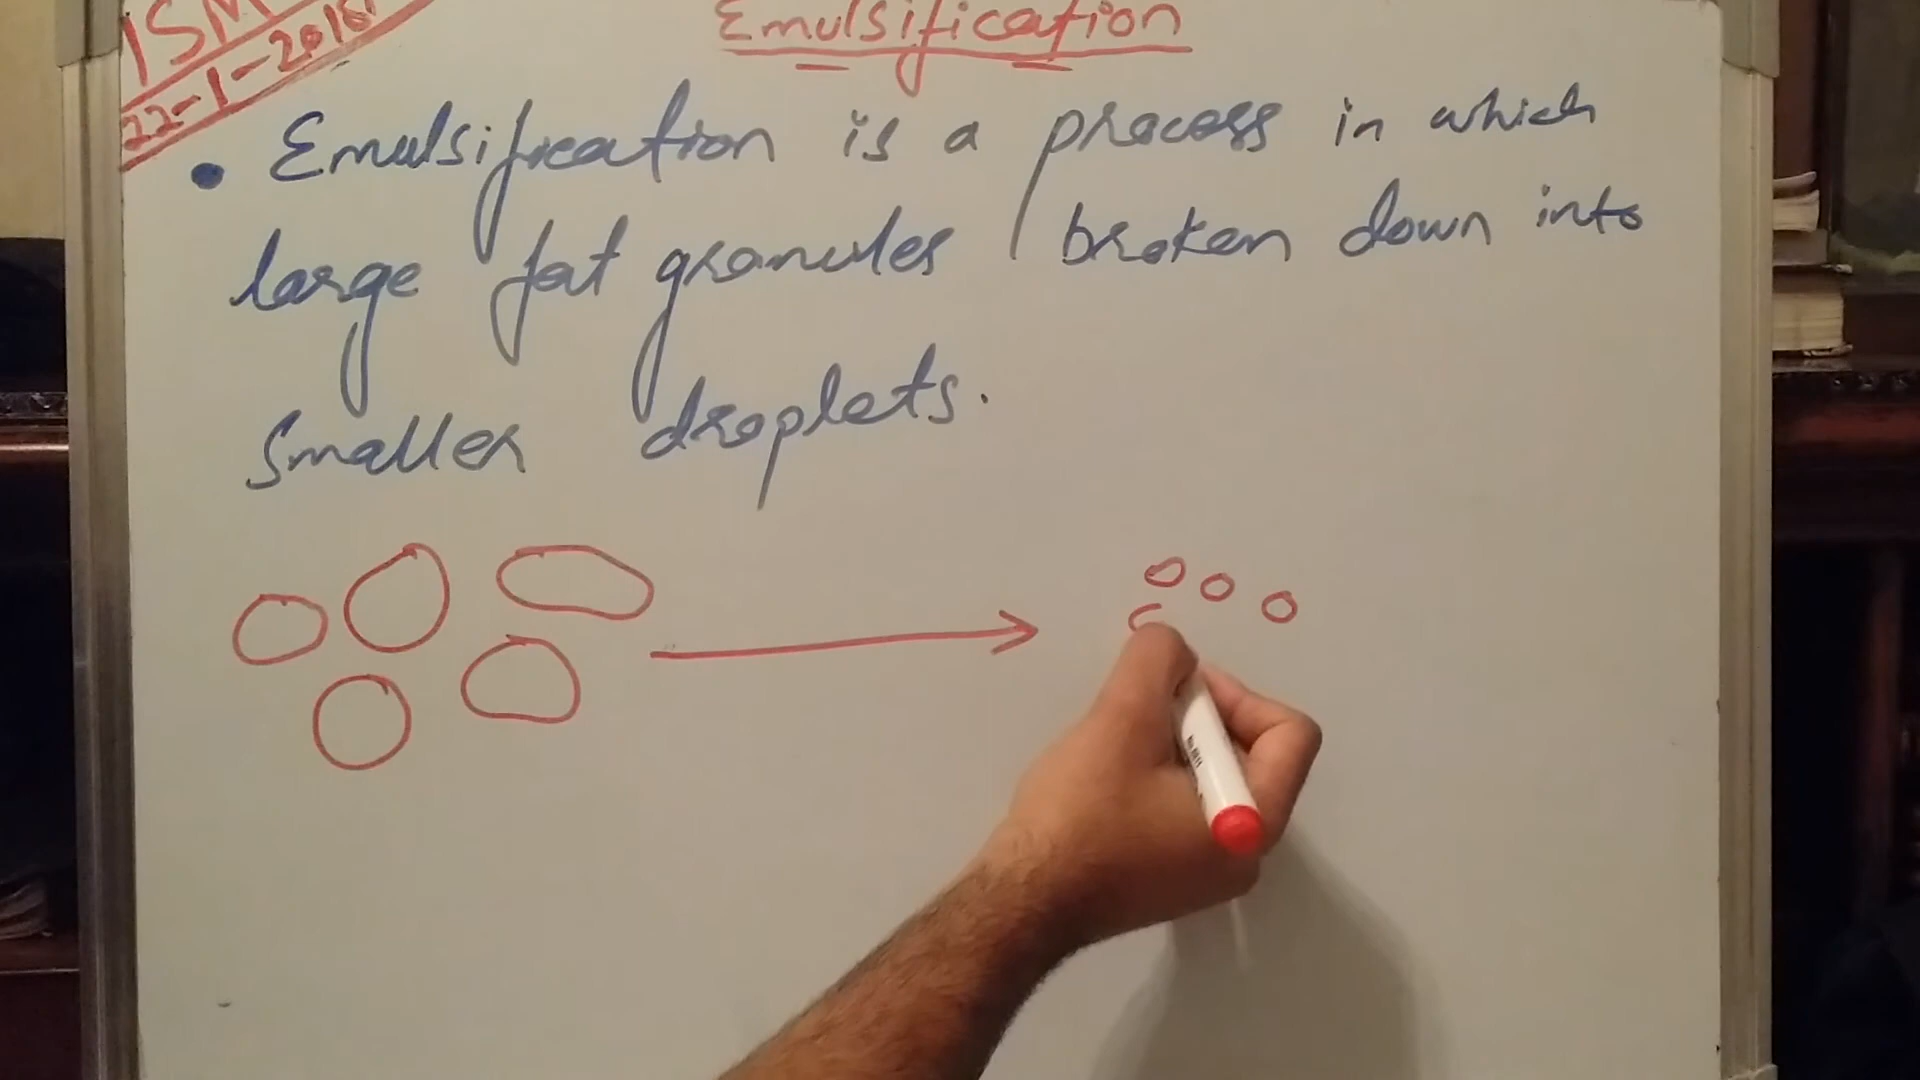 ISM
22-1-2018
Emulsification
• Emulsification is a process in which
large fat granules broken down into
smaller droplets.